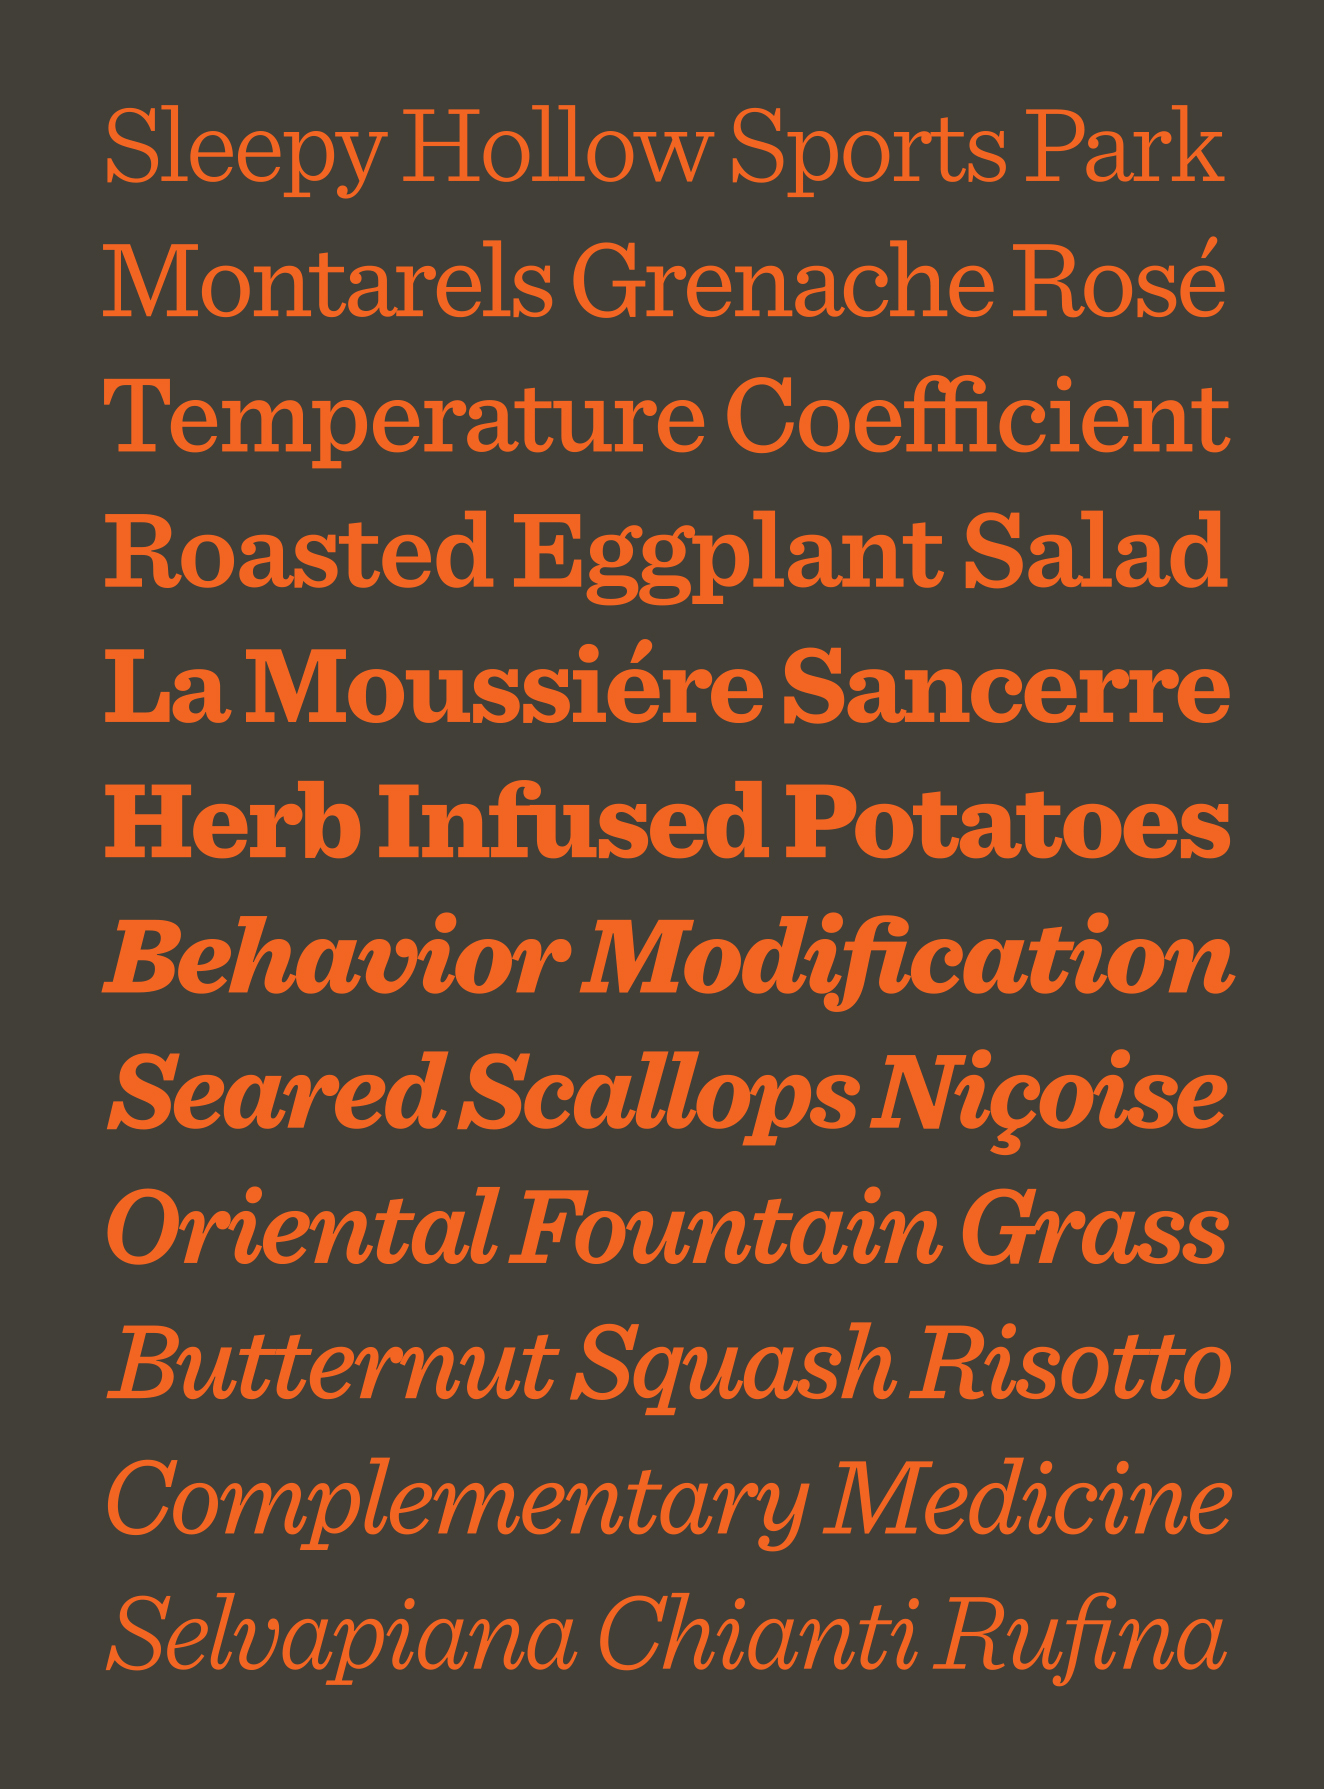 Sleepy Hollow Sports Park
Montarels Grenache Rosé
Temperature Coefficient
Roasted Eggplant Salad
La Moussiére Sancerre
Herb Infused Potatoes
Behavior Modification
Seared Scallops Niçoise
Oriental Fountain Grass
Butternut Squash Risotto
Complementary Medicine
Selvapiana Chianti Rufina